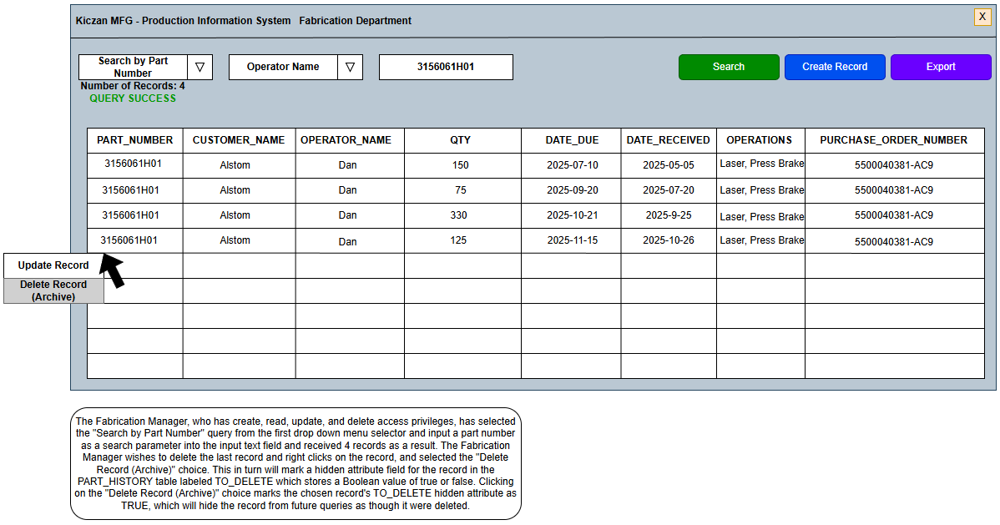 Kiczan MFG - Production Information System Fabrication Department
X
Search by Part
Number
▽
Operator Name
▽
3156061H01
Search
Create Record
Export
Number of Records: 4
QUERY SUCCESS
PART_NUMBER CUSTOMER_NAME OPERATOR_NAME QTY DATE_DUE DATE_RECEIVED OPERATIONS PURCHASE_ORDER_NUMBER
3156061H01 Alstom Dan 150 2025-07-10 2025-05-05 Laser, Press Brake 5500040381-AC9
3156061H01 Alstom Dan 75 2025-09-20 2025-07-20 Laser, Press Brake 5500040381-AC9
3156061H01 Alstom Dan 330 2025-10-21 2025-9-25 Laser, Press Brake 5500040381-AC9
3156061H01 Alstom Dan 125 2025-11-15 2025-10-26 Laser, Press Brake 5500040381-AC9
Update Record
Delete Record
(Archive)
The Fabrication Manager, who has create, read, update, and delete access privileges, has selected
the "Search by Part Number" query from the first drop down menu selector and input a part number
as a search parameter into the input text field and received 4 records as a result. The Fabrication
Manager wishes to delete the last record and right clicks on the record, and selected the "Delete
Record (Archive)" choice. This in turn will mark a hidden attribute field for the record in the
PART_HISTORY table labeled TO_DELETE which stores a Boolean value of true or false. Clicking
on the "Delete Record (Archive)" choice marks the chosen record's TO_DELETE hidden attribute as
TRUE, which will hide the record from future queries as though it were deleted.